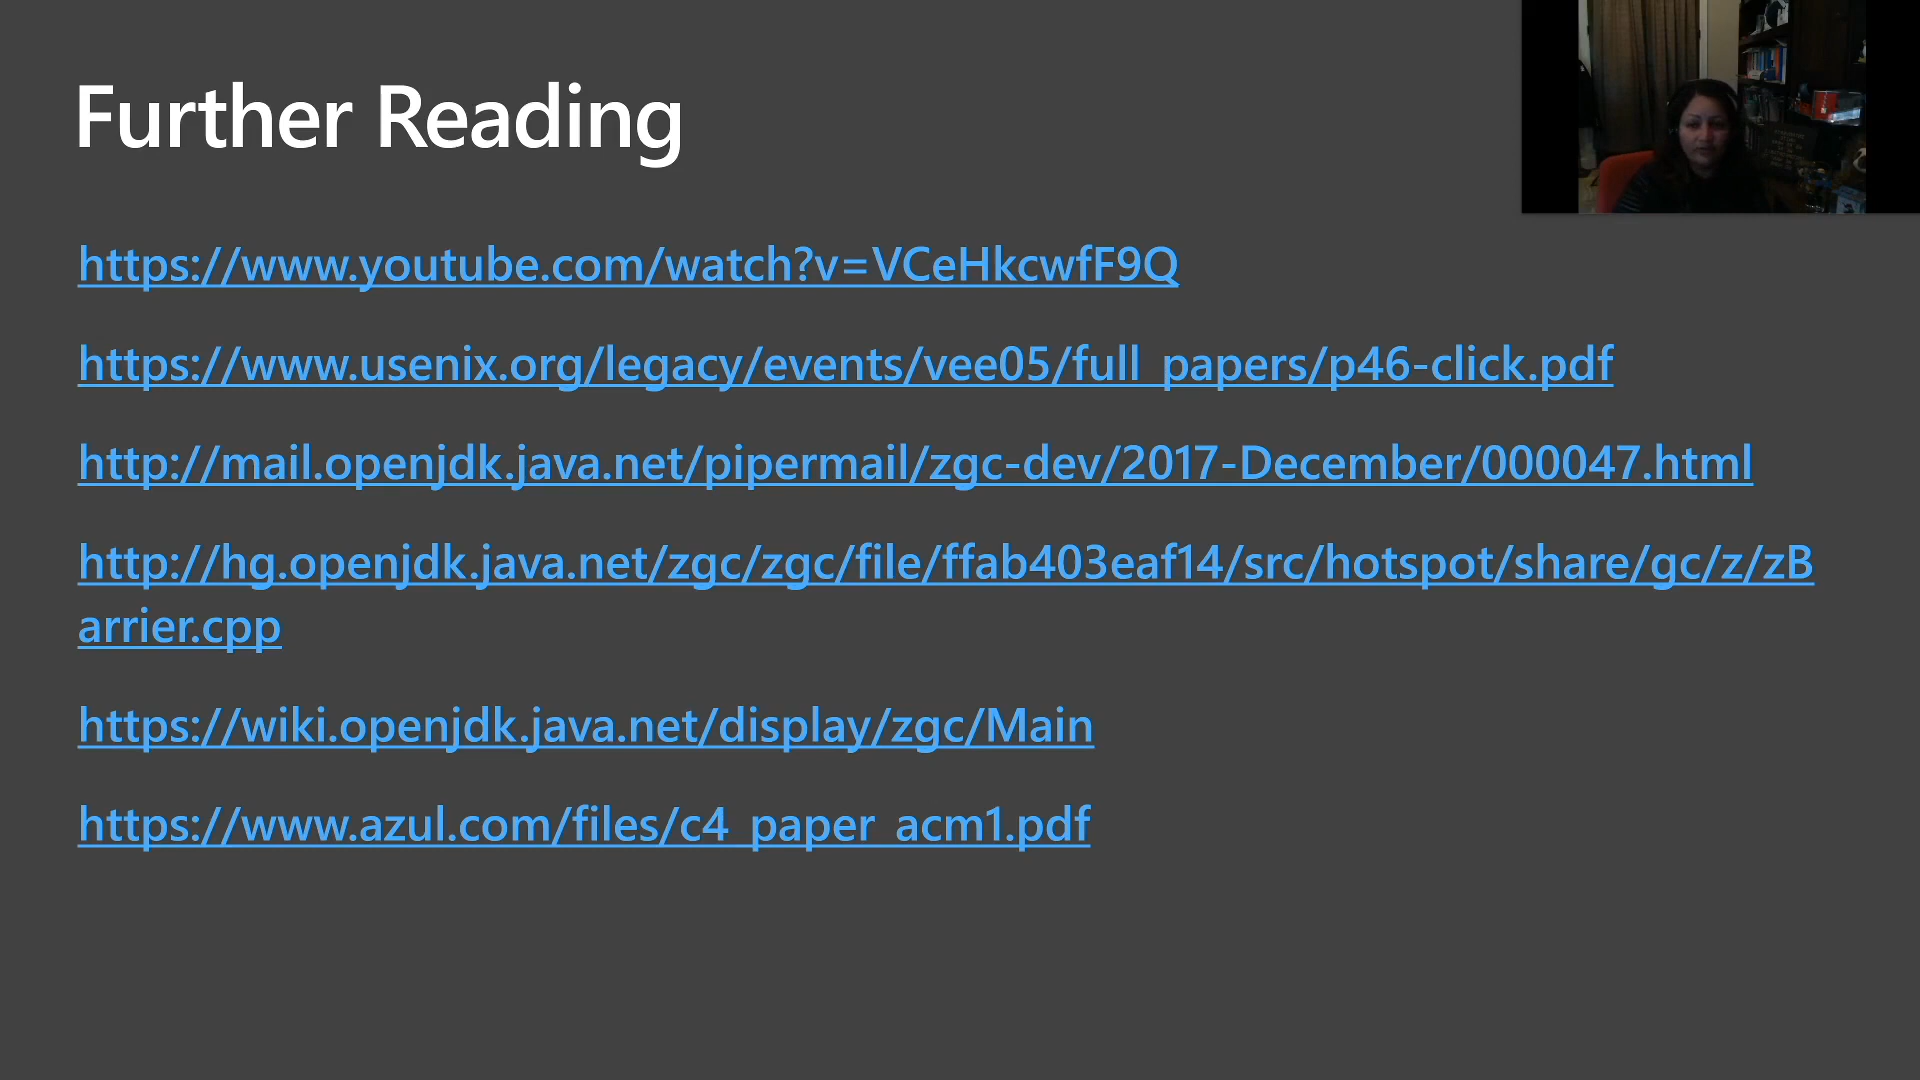 Further Reading
https://www.youtube.com/watch?v=VCeHkcwfF9Q
https://www.usenix.org/legacy/events/vee05/full_papers/p46-click.pdf
http://mail.openjdk.java.net/pipermail/zgc-dev/2017-December/000047.html
http://hg.openjdk.java.net/zgc/zgc/file/ffab403eaf14/src/hotspot/share/gc/z/zB
arrier.cpp
https://wiki.openjdk.java.net/display/zgc/Main
https://www.azul.com/files/c4_paper_acm1.pdf